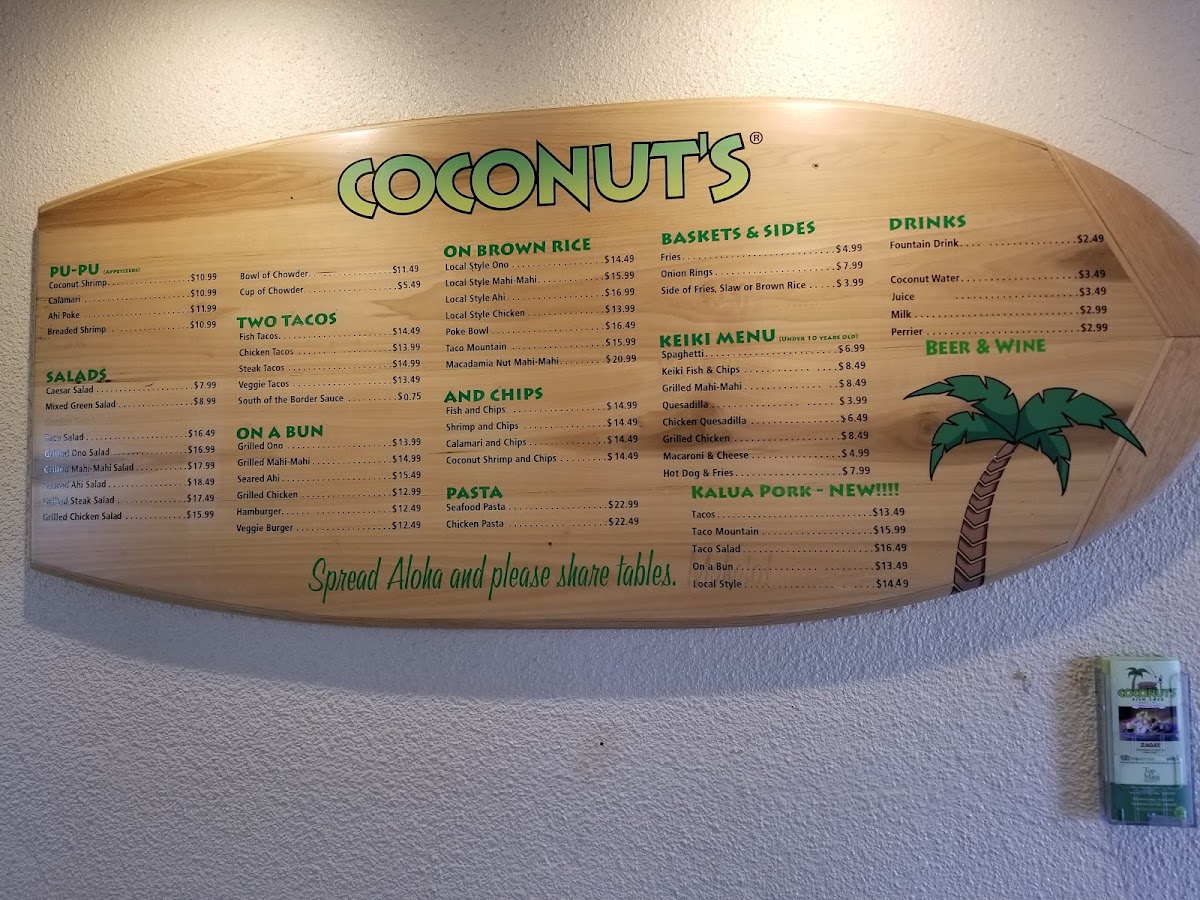 COCONUT'S®
PU-PU (APPETIZERS)
Coconut Shrimp $10.99
Calamari $10.99
Ahi Poke $11.99
Breaded Shrimp $10.99
SALADS
Caesar Salad $7.99
Mixed Green Salad $8.99
Taco Salad $16.49
Grilled Ono Salad $16.99
Grilled Mahi-Mahi Salad $17.99
Seared Ahi Salad $18.49
Grilled Steak Salad $17.49
Grilled Chicken Salad $15.99
Bowl of Chowder $11.49
Cup of Chowder $5.49
TWO TACOS
Fish Tacos $14.49
Chicken Tacos $13.99
Steak Tacos $14.99
Veggie Tacos $13.49
South of the Border Sauce $0.75
ON A BUN
Grilled Ono $13.99
Grilled Mahi-Mahi $14.99
Seared Ahi $15.49
Grilled Chicken $12.99
Hamburger $12.49
Veggie Burger $12.49
ON BROWN RICE
Local Style Ono $14.49
Local Style Mahi-Mahi $15.99
Local Style Ahi $16.99
Local Style Chicken $13.99
Poke Bowl $16.49
Taco Mountain $15.99
Macadamia Nut Mahi-Mahi $20.99
AND CHIPS
Fish and Chips $14.99
Shrimp and Chips $14.49
Calamari and Chips $14.49
Coconut Shrimp and Chips $14.49
PASTA
Seafood Pasta $22.99
Chicken Pasta $22.49
BASKETS & SIDES
Fries $4.99
Onion Rings $7.99
Side of Fries, Slaw or Brown Rice $3.99
KEIKI MENU (UNDER 10 YEARS OLD)
Spaghetti $6.99
Keiki Fish & Chips $8.49
Grilled Mahi-Mahi $8.49
Quesadilla $3.99
Chicken Quesadilla $6.49
Grilled Chicken $8.49
Macaroni & Cheese $4.99
Hot Dog & Fries $7.99
KALUA PORK - NEW!!!!
Tacos $13.49
Taco Mountain $15.99
Taco Salad $16.49
On a Bun $13.49
Local Style $14.49
DRINKS
Fountain Drink $2.49
Coconut Water $3.49
Juice $3.49
Milk $2.99
Perrier $2.99
BEER & WINE
Spread Aloha and please share tables.
COCONUT'S
FISH CAFE
ZAGAT